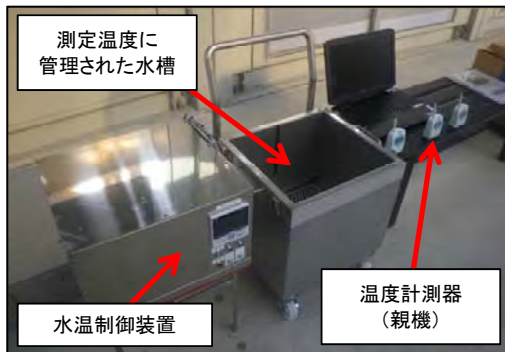 測定温度に
管理された水槽
水温制御装置
温度計測器
（親機）